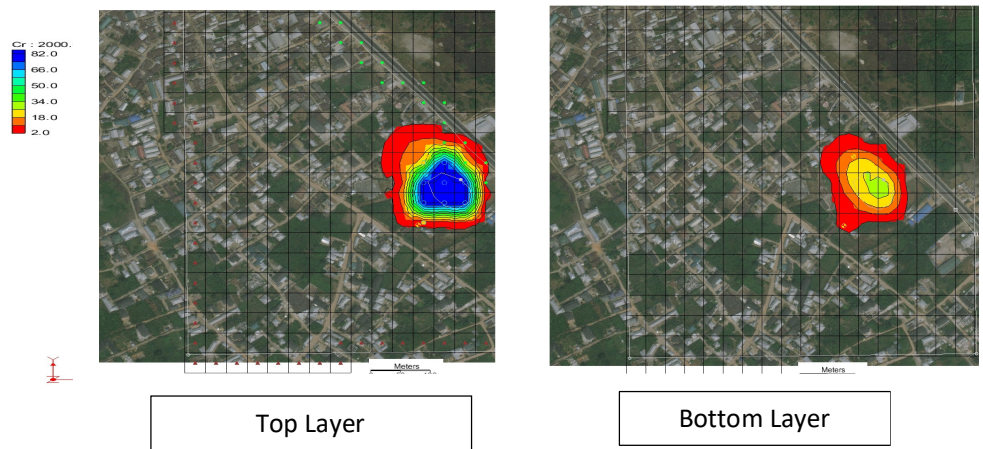 Cr : 2000.
82.0
66.0
50.0
34.0
18.0
2.0
Meters
Meters
Top Layer
Bottom Layer